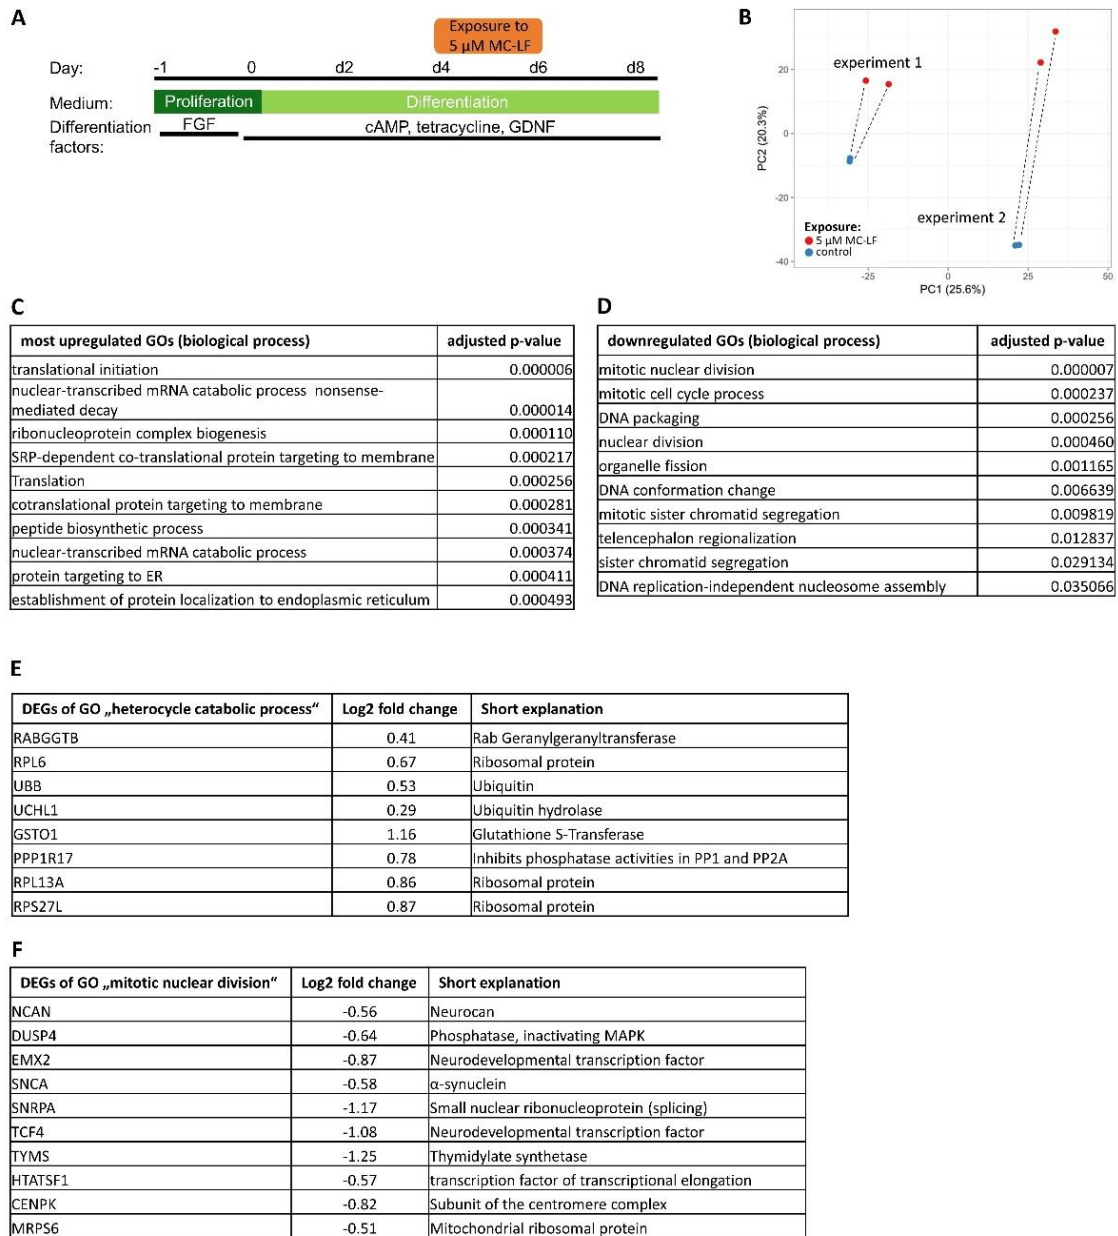 A
Exposure to
5 µM MC-LF
Day: -1 0 d2 d4 d6 d8
Medium: Proliferation Differentiation
Differentiation factors: FGF cAMP, tetracycline, GDNF
B
experiment 1
experiment 2
20
0
-20
-40
PC2 (20.3%)
Exposure:
5 µM MC-LF
control
-25 0 25 50
PC1 (25.6%)
C
most upregulated GOs (biological process) adjusted p-value
translational initiation 0.000006
nuclear-transcribed mRNA catabolic process nonsense-
mediated decay 0.000014
ribonucleoprotein complex biogenesis 0.000110
SRP-dependent co-translational protein targeting to membrane 0.000217
Translation 0.000256
cotranslational protein targeting to membrane 0.000281
peptide biosynthetic process 0.000341
nuclear-transcribed mRNA catabolic process 0.000374
protein targeting to ER 0.000411
establishment of protein localization to endoplasmic reticulum 0.000493
D
downregulated GOs (biological process) adjusted p-value
mitotic nuclear division 0.000007
mitotic cell cycle process 0.000237
DNA packaging 0.000256
nuclear division 0.000460
organelle fission 0.001165
DNA conformation change 0.006639
mitotic sister chromatid segregation 0.009819
telencephalon regionalization 0.012837
sister chromatid segregation 0.029134
DNA replication-independent nucleosome assembly 0.035066
E
DEGs of GO „heterocycle catabolic process“ Log2 fold change Short explanation
RABGGTB 0.41 Rab Geranylgeranyltransferase
RPL6 0.67 Ribosomal protein
UBB 0.53 Ubiquitin
UCHL1 0.29 Ubiquitin hydrolase
GSTO1 1.16 Glutathione S-Transferase
PPP1R17 0.78 Inhibits phosphatase activities in PP1 and PP2A
RPL13A 0.86 Ribosomal protein
RPS27L 0.87 Ribosomal protein
F
DEGs of GO „mitotic nuclear division“ Log2 fold change Short explanation
NCAN -0.56 Neurocan
DUSP4 -0.64 Phosphatase, inactivating MAPK
EMX2 -0.87 Neurodevelopmental transcription factor
SNCA -0.58 α-synuclein
SNRPA -1.17 Small nuclear ribonucleoprotein (splicing)
TCF4 -1.08 Neurodevelopmental transcription factor
TYMS -1.25 Thymidylate synthetase
HTATSF1 -0.57 transcription factor of transcriptional elongation
CENPK -0.82 Subunit of the centromere complex
MRPS6 -0.51 Mitochondrial ribosomal protein